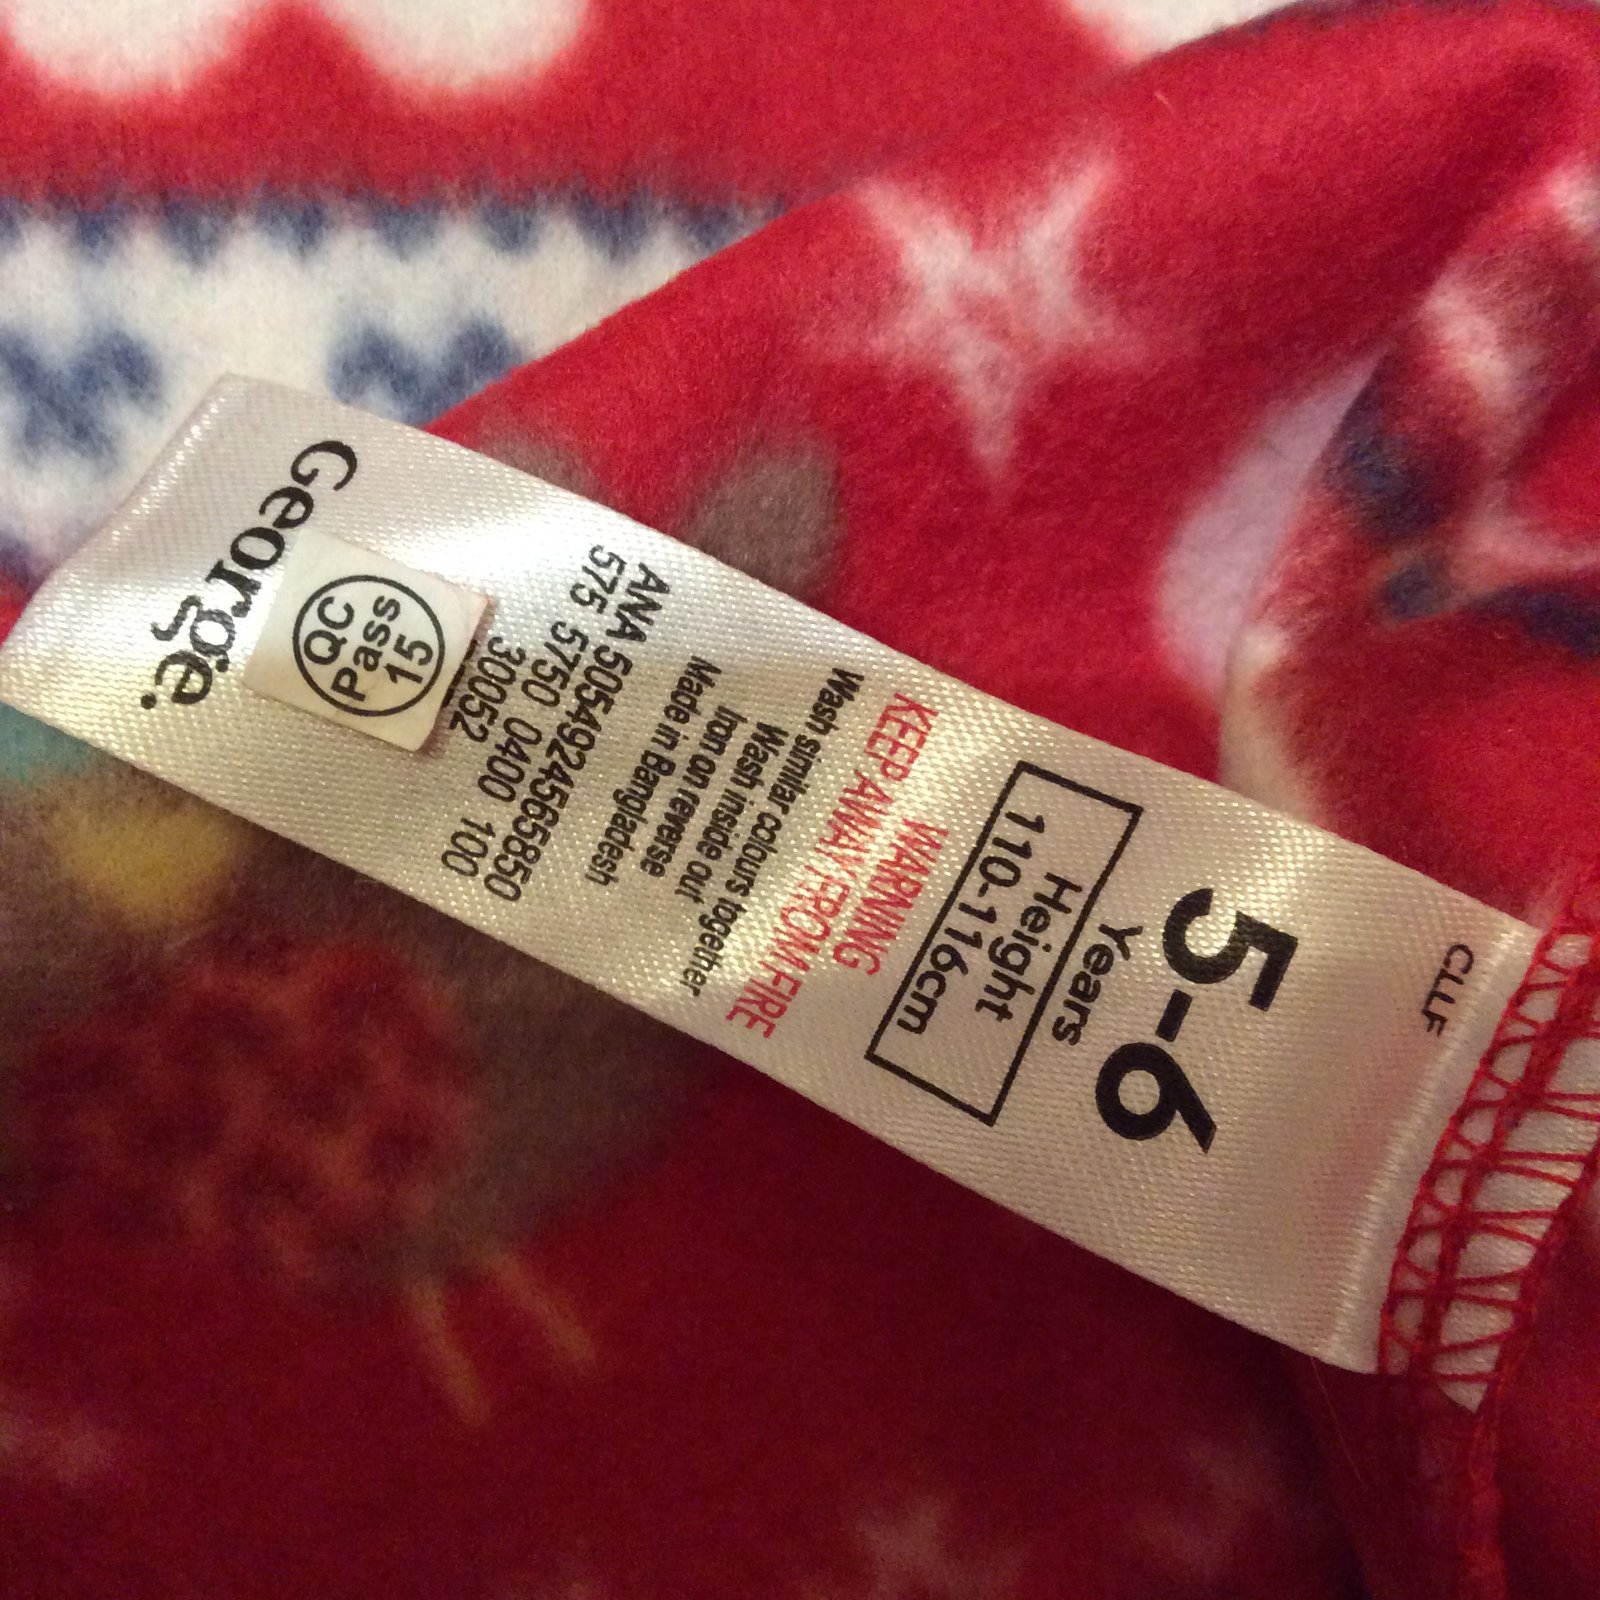 CLLF
5-6
Years
Height
110-116cm
WARNING
KEEP AWAY FROM FIRE
Wash similar colours together
Wash inside out
Iron on reverse
Made in Bangladesh
ANA 5054924565850
575 5750 0400 100
30052
QC
Pass
15
George.